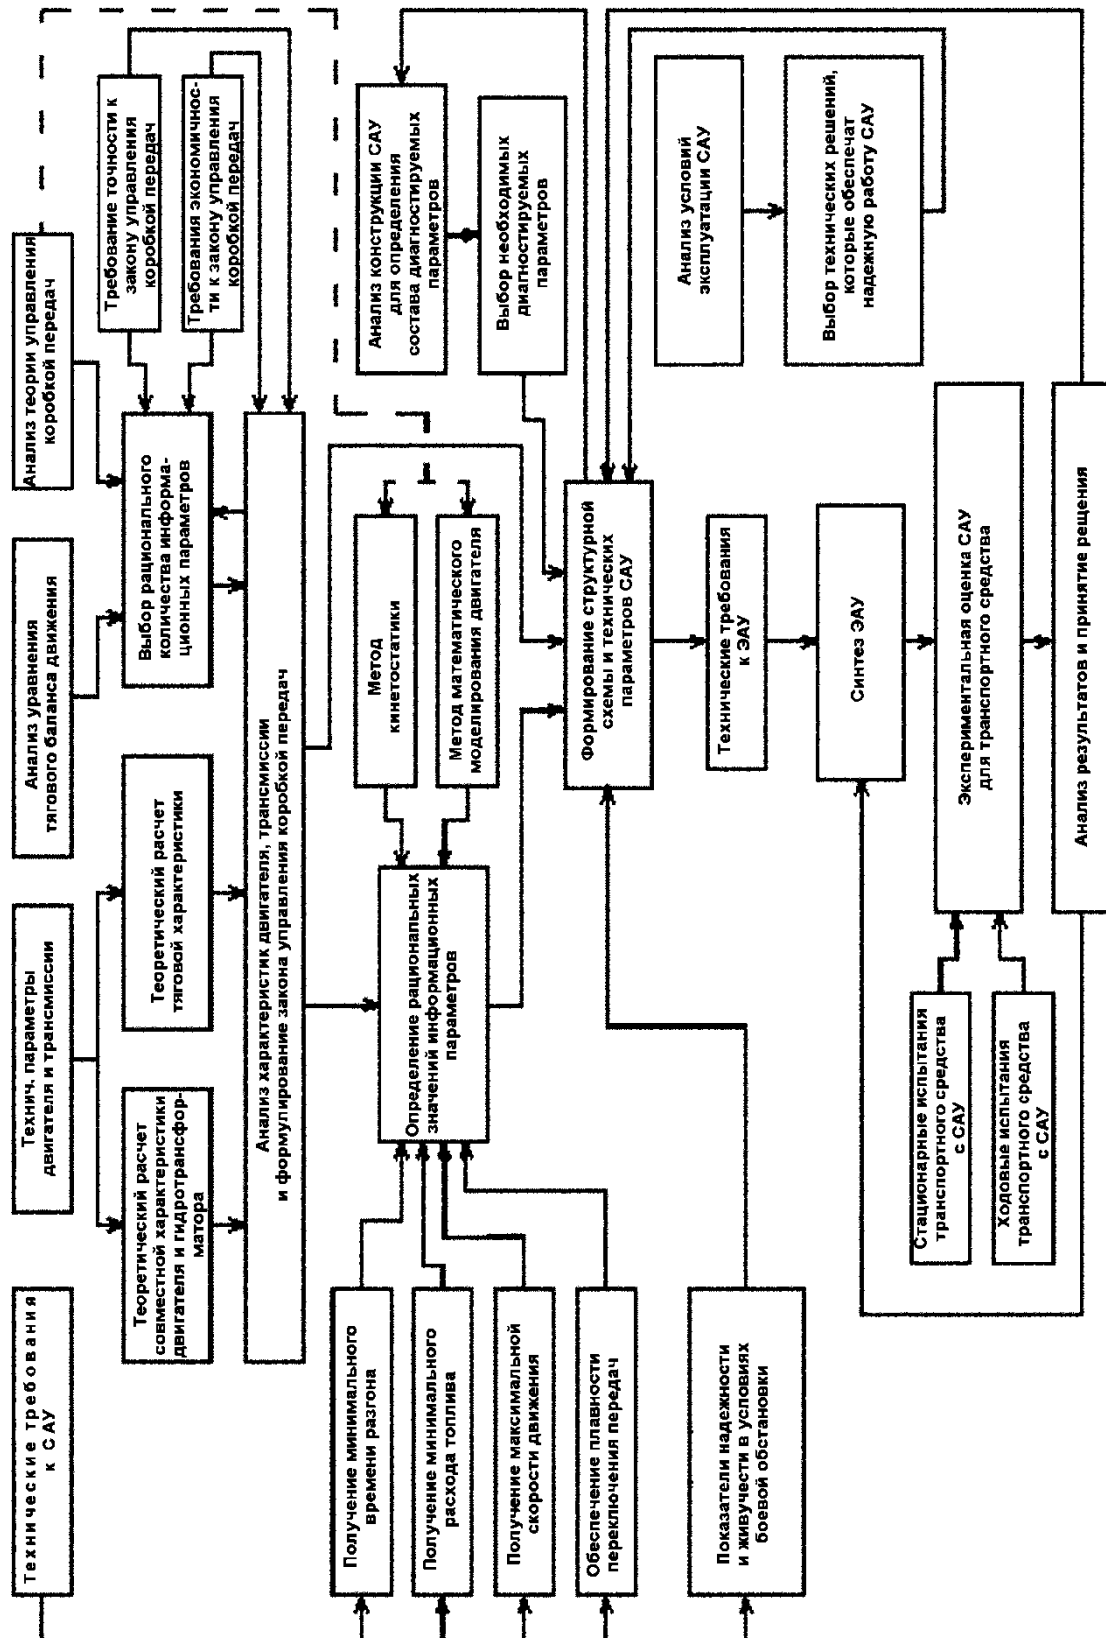 Технические требования
к САУ
Технич. параметры
двигателя и трансмиссии
Анализ уравнения
тягового баланса движения
Анализ теории управления
коробкой передач
Теоретический расчет
совместной характеристики
двигателя и гидротрансфор-
матора
Теоретический расчет
тяговой характеристики
Выбор рационального
количества информа-
ционных параметров
Требование точности к
закону управления
коробкой передач
Требования экономичнос-
ти к закону управления
коробкой передач
Анализ характеристик двигателя, трансмиссии
и формулирование закона управления коробкой передач
Получение минимального
времени разгона
Получение минимального
расхода топлива
Получение максимальной
скорости движения
Обеспечение плавности
переключения передач
Показатели надежности
и живучести в условиях
боевой обстановки
Определение рациональных
значений информационных
параметров
Метод
кинетостатики
Метод математического
моделирования двигателя
Анализ конструкции САУ
для определения
состава диагностируемых
параметров
Выбор необходимых
диагностируемых
параметров
Формирование структурной
схемы и технических
параметров САУ
Анализ условий
эксплуатации САУ
Выбор технических решений,
которые обеспечат
надежную работу САУ
Технические требования
к ЭАУ
Синтез ЭАУ
Стационарные испытания
транспортного средства
с САУ
Ходовые испытания
транспортного средства
с САУ
Экспериментальная оценка САУ
для транспортного средства
Анализ результатов и принятие рещения